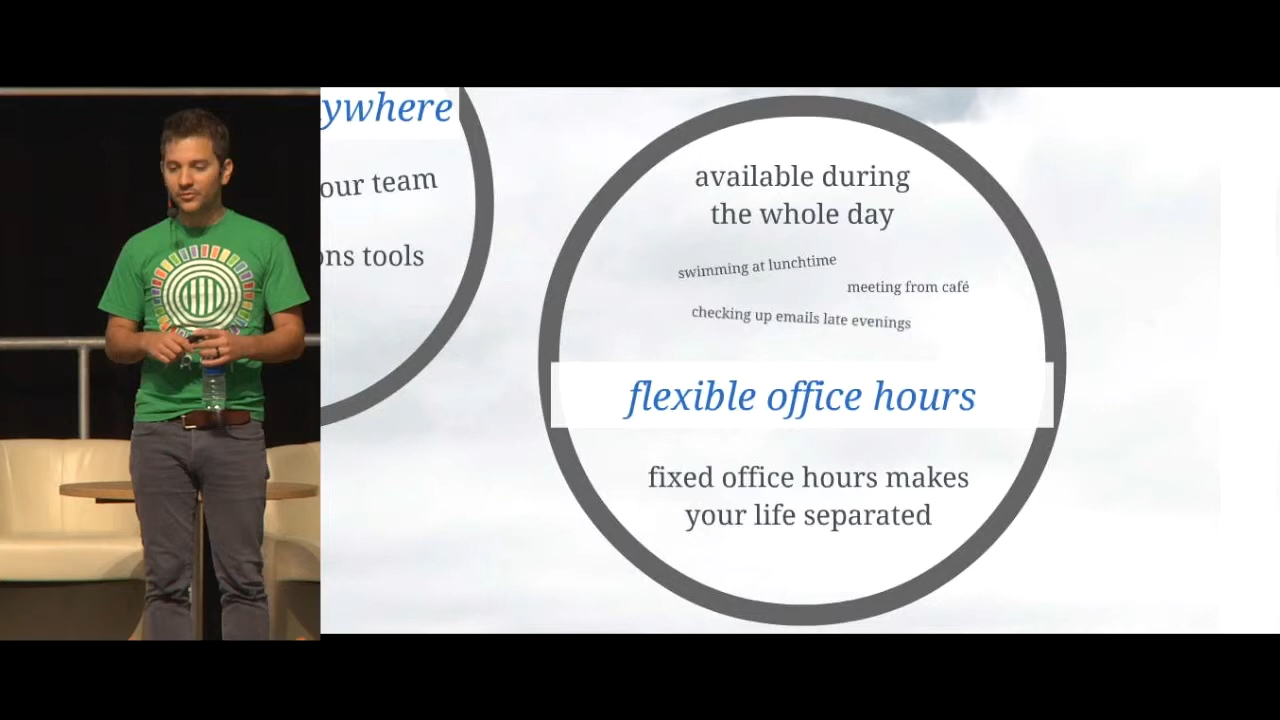 ywhere
our team
ons tools
available during
the whole day
swimming at lunchtime
meeting from café
checking up emails late evenings
flexible office hours
fixed office hours makes
your life separated